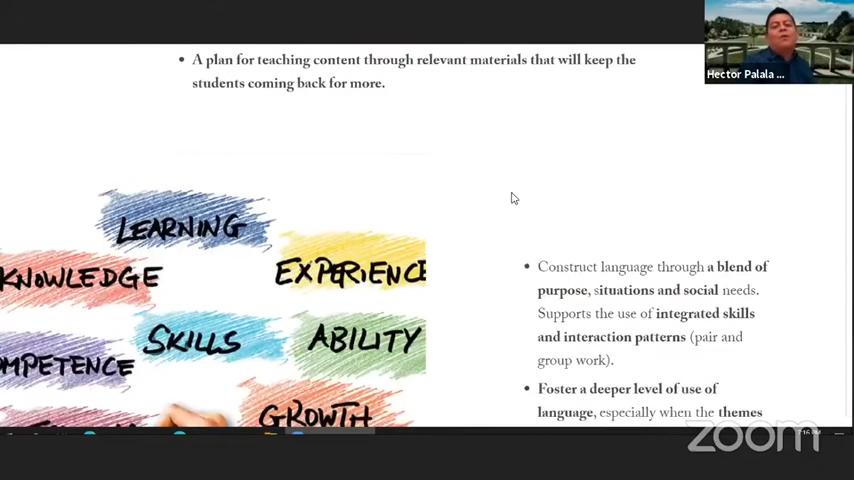 • A plan for teaching content through relevant materials that will keep the
students coming back for more.
Hector Palala ...
LEARNING
KNOWLEDGE
EXPERIENCE
SKILLS
ABILITY
OMPETENCE
GROWTH
• Construct language through a blend of
purpose, situations and social needs.
Supports the use of integrated skills
and interaction patterns (pair and
group work).
• Foster a deeper level of use of
language, especially when the themes
zoom